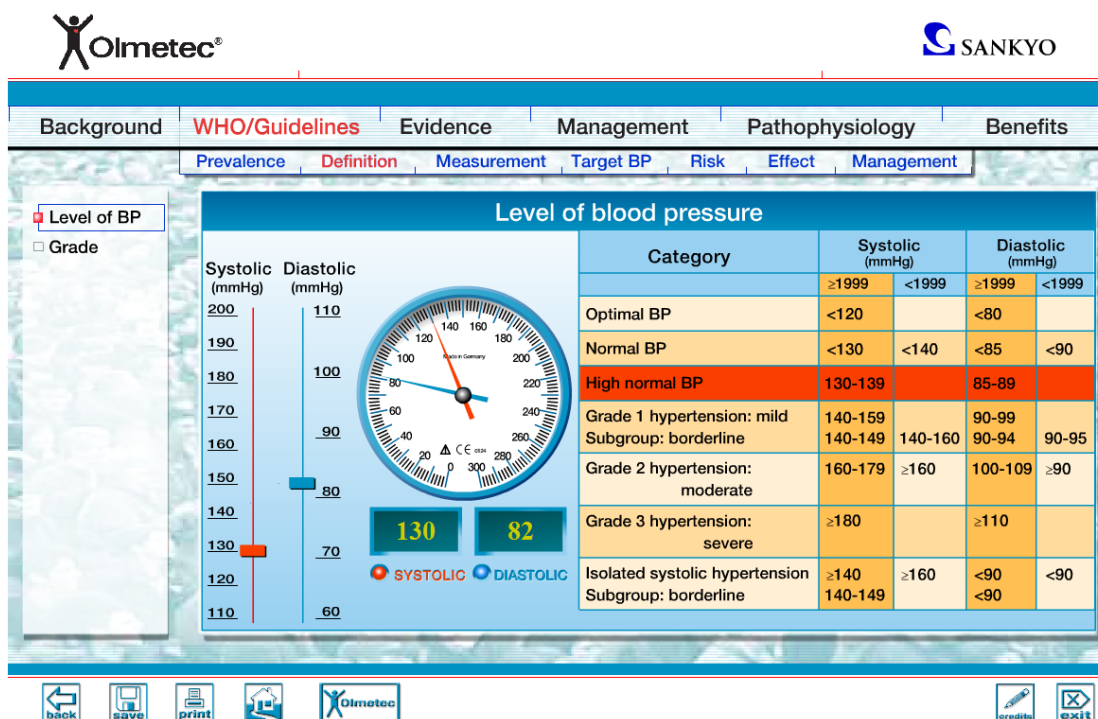 Olmetec®
SANKYO
Background WHO/Guidelines Evidence Management Pathophysiology Benefits
Prevalence Definition Measurement Target BP Risk Effect Management
Level of BP
Grade
Level of blood pressure
Systolic Diastolic
(mmHg) (mmHg)
200 110
190
180 100
170
160 90
150
140 80
130 70
120
110 60
0 20 40 60 80 100 120 140 160 180 200 220 240 260 280 300
Made in Germany
CE 0124
130 82
SYSTOLIC DIASTOLIC
Category Systolic Diastolic
(mmHg) (mmHg)
≥1999 <1999 ≥1999 <1999
Optimal BP <120 <80
Normal BP <130 <140 <85 <90
High normal BP 130-139 85-89
Grade 1 hypertension: mild 140-159 90-99
Subgroup: borderline 140-149 140-160 90-94 90-95
Grade 2 hypertension: 160-179 ≥160 100-109 ≥90
moderate
Grade 3 hypertension: ≥180 ≥110
severe
Isolated systolic hypertension ≥140 ≥160 <90 <90
Subgroup: borderline 140-149 <90
back save print Olmetec credits exit